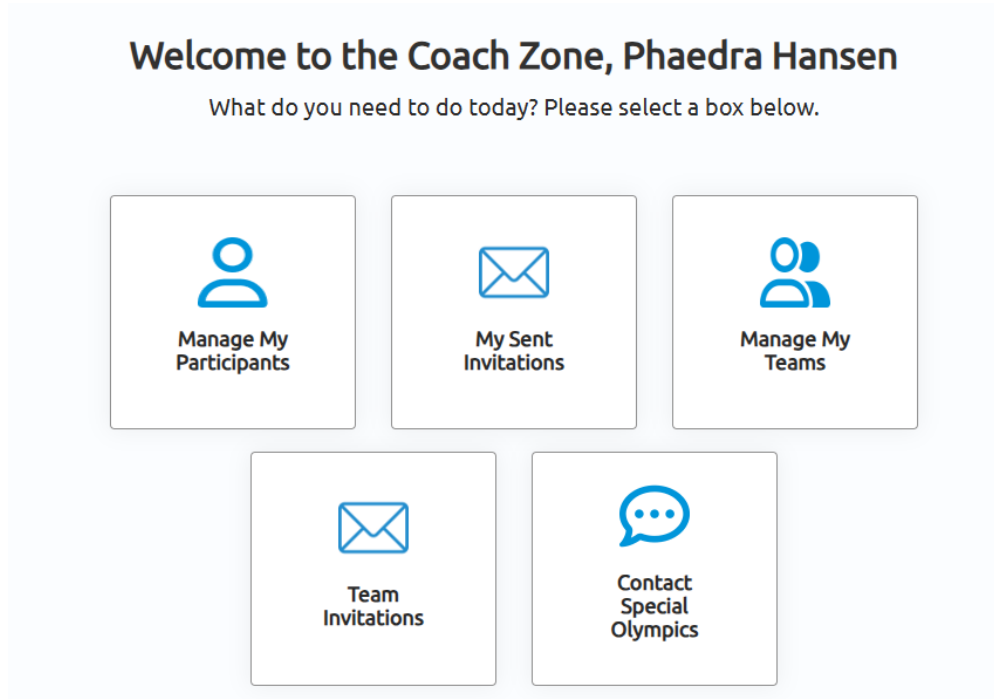 Welcome to the Coach Zone, Phaedra Hansen
What do you need to do today? Please select a box below.
Manage My
Participants
My Sent
Invitations
Manage My
Teams
Team
Invitations
Contact
Special
Olympics